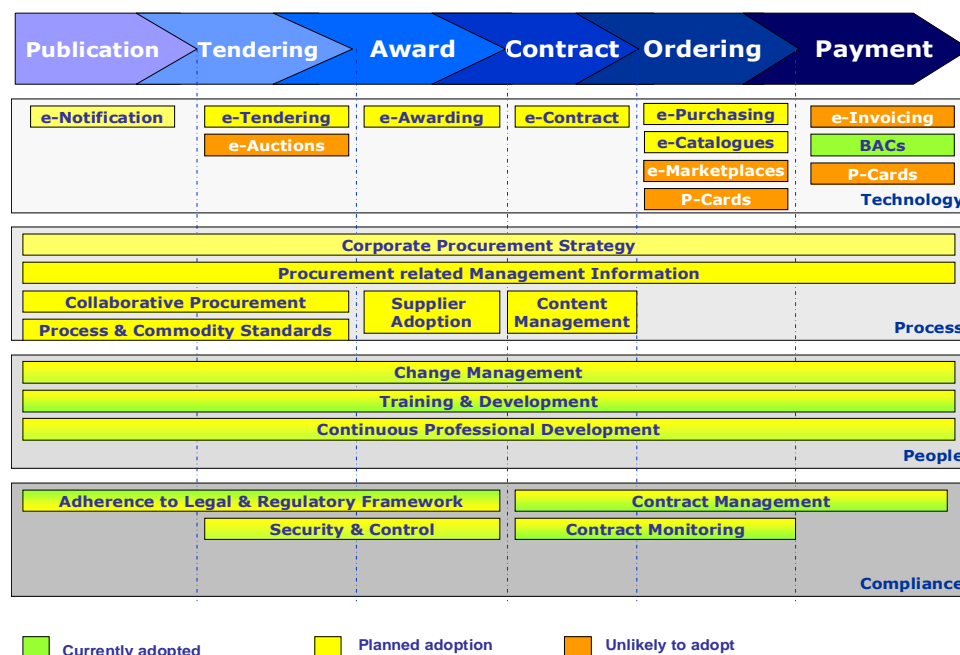 Publication
Tendering
Award
Contract
Ordering
Payment
e-Notification
e-Tendering
e-Auctions
e-Awarding
e-Contract
e-Purchasing
e-Catalogues
e-Marketplaces
P-Cards
e-Invoicing
BACs
P-Cards
Technology
Corporate Procurement Strategy
Procurement related Management Information
Collaborative Procurement
Process & Commodity Standards
Supplier
Adoption
Content
Management
Process
Change Management
Training & Development
Continuous Professional Development
People
Adherence to Legal & Regulatory Framework
Contract Management
Security & Control
Contract Monitoring
Compliance
Currently adopted
Planned adoption
Unlikely to adopt